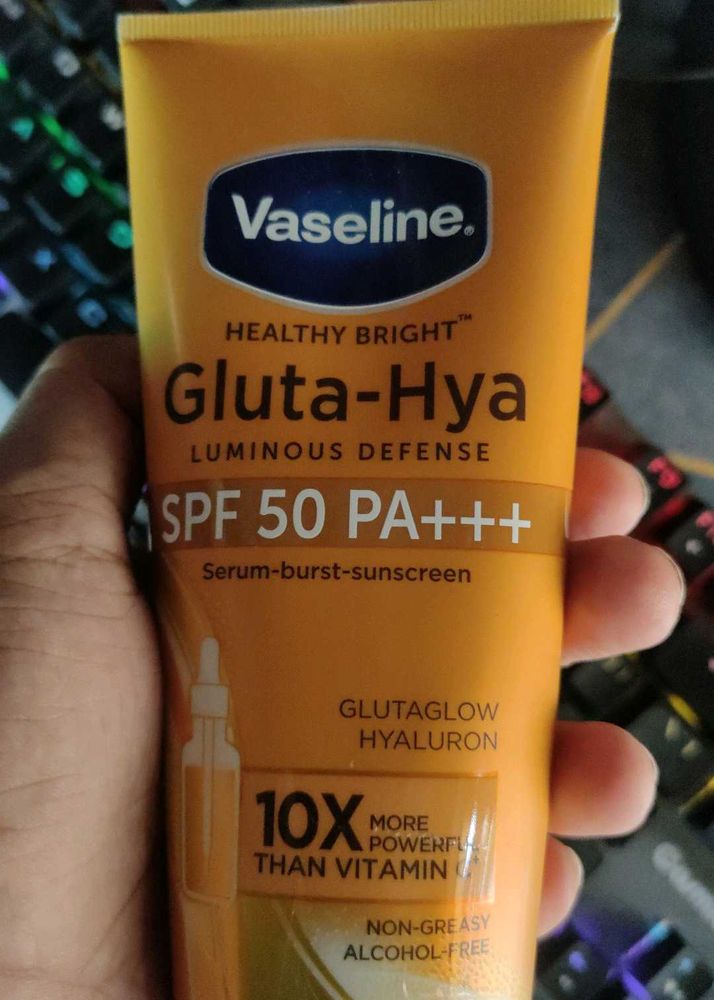 Vaseline®
HEALTHY BRIGHT™
Gluta-Hya
LUMINOUS DEFENSE
SPF 50 PA+++
Serum-burst-sunscreen
GLUTAGLOW
HYALURON
10X MORE
POWERFUL
THAN VITAMIN C+
NON-GREASY
ALCOHOL-FREE